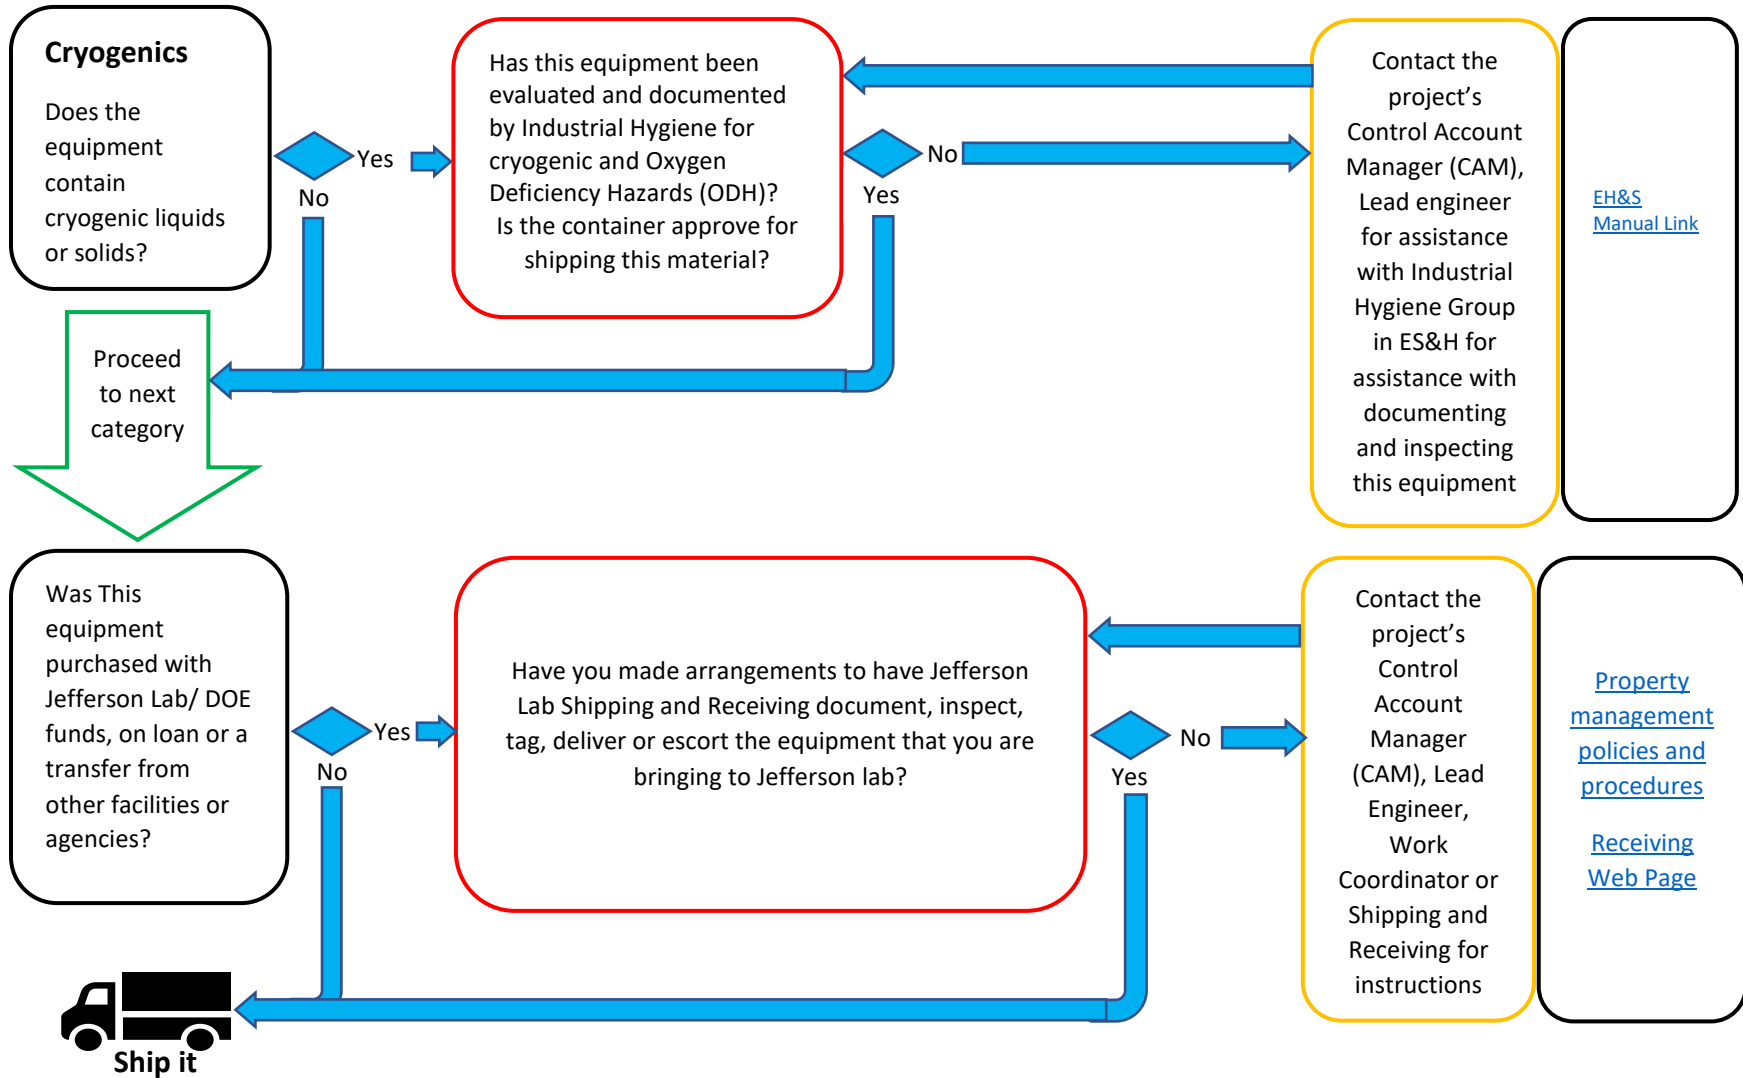 Cryogenics
Does the
equipment
contain
cryogenic liquids
or solids?
Yes
No
Has this equipment been
evaluated and documented
by Industrial Hygiene for
cryogenic and Oxygen
Deficiency Hazards (ODH)?
Is the container approve for
shipping this material?
No
Yes
Contact the
project’s
Control Account
Manager (CAM),
Lead engineer
for assistance
with Industrial
Hygiene Group
in ES&H for
assistance with
documenting
and inspecting
this equipment
EH&S
Manual Link
Proceed
to next
category
Was This
equipment
purchased with
Jefferson Lab/ DOE
funds, on loan or a
transfer from
other facilities or
agencies?
Yes
No
Have you made arrangements to have Jefferson
Lab Shipping and Receiving document, inspect,
tag, deliver or escort the equipment that you are
bringing to Jefferson lab?
No
Yes
Contact the
project’s
Control
Account
Manager
(CAM), Lead
Engineer,
Work
Coordinator or
Shipping and
Receiving for
instructions
Property
management
policies and
procedures
Receiving
Web Page
Ship it